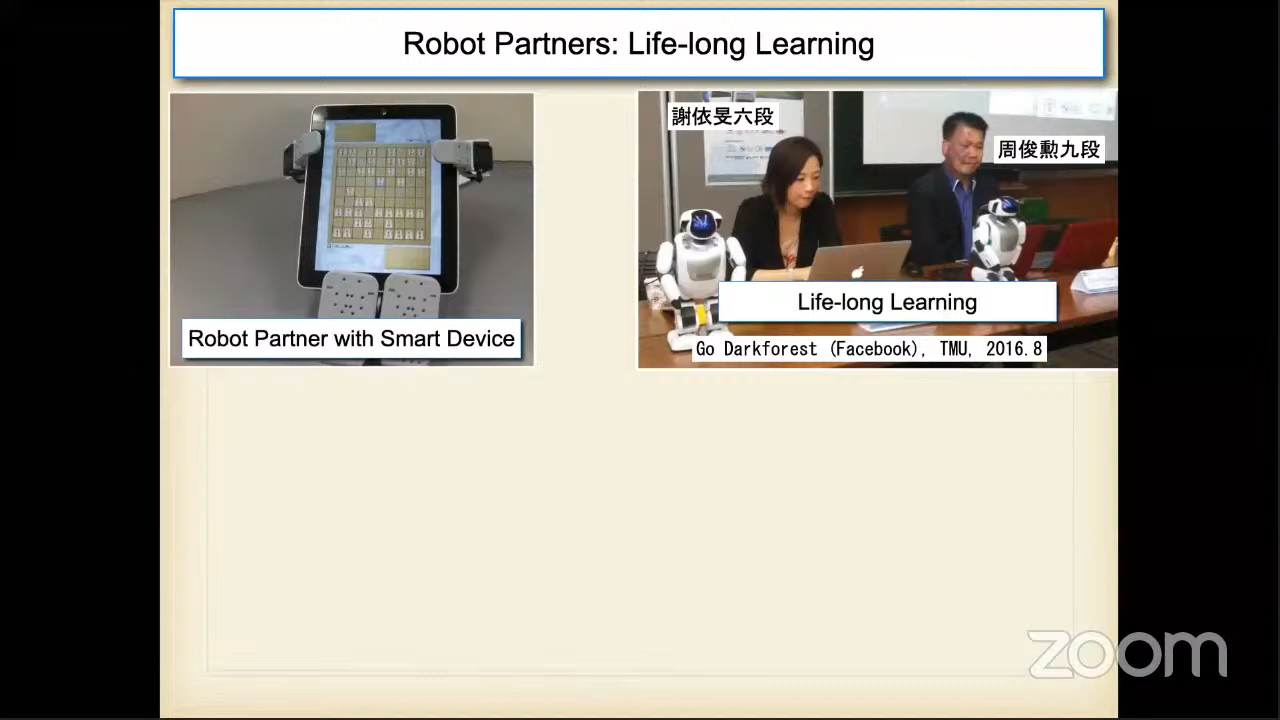 Robot Partners: Life-long Learning
Robot Partner with Smart Device
謝依旻六段
周俊勲九段
Life-long Learning
Go Darkforest (Facebook), TMU, 2016.8
zoom